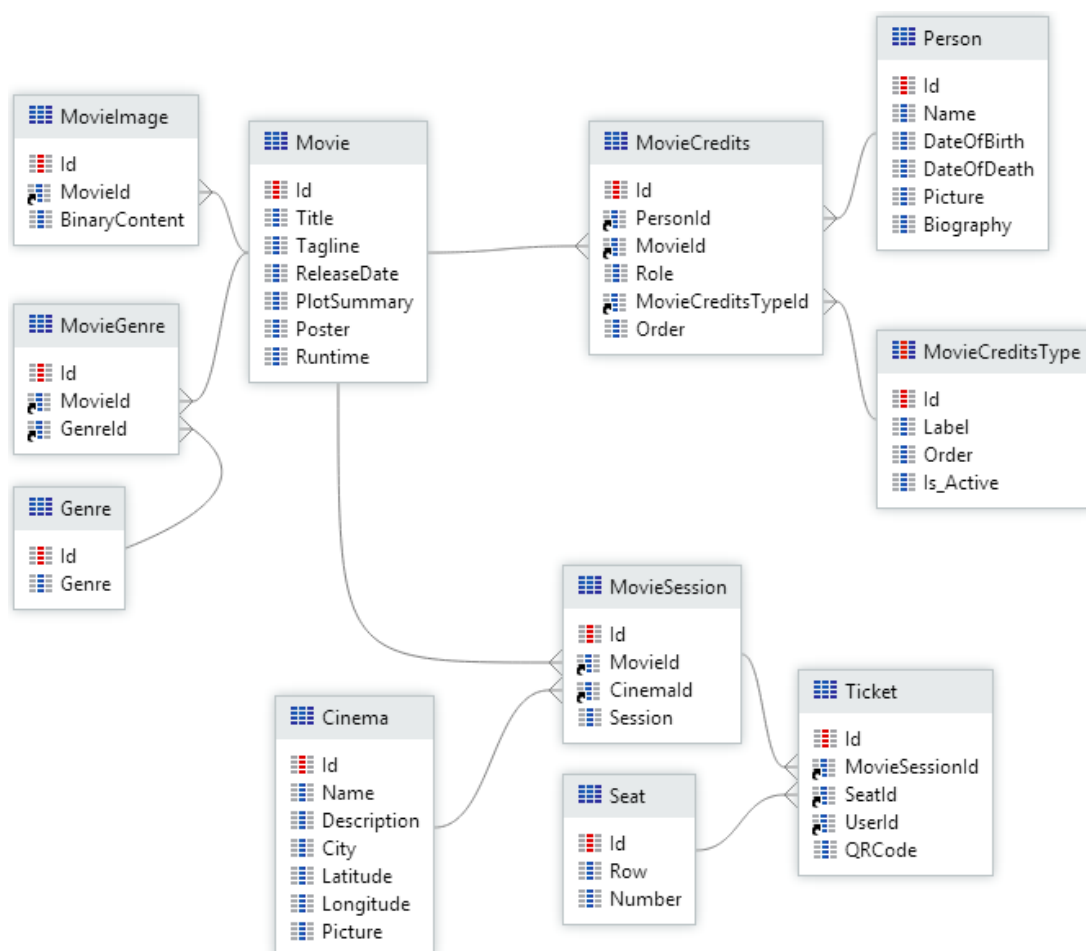 Person
Id
Name
DateOfBirth
DateOfDeath
Picture
Biography
MovieImage
Id
MovieId
BinaryContent
Movie
Id
Title
Tagline
ReleaseDate
PlotSummary
Poster
Runtime
MovieCredits
Id
PersonId
MovieId
Role
MovieCreditsTypeId
Order
MovieGenre
Id
MovieId
GenreId
MovieCreditsType
Id
Label
Order
Is_Active
Genre
Id
Genre
MovieSession
Id
MovieId
CinemaId
Session
Ticket
Id
MovieSessionId
SeatId
UserId
QRCode
Cinema
Id
Name
Description
City
Latitude
Longitude
Picture
Seat
Id
Row
Number